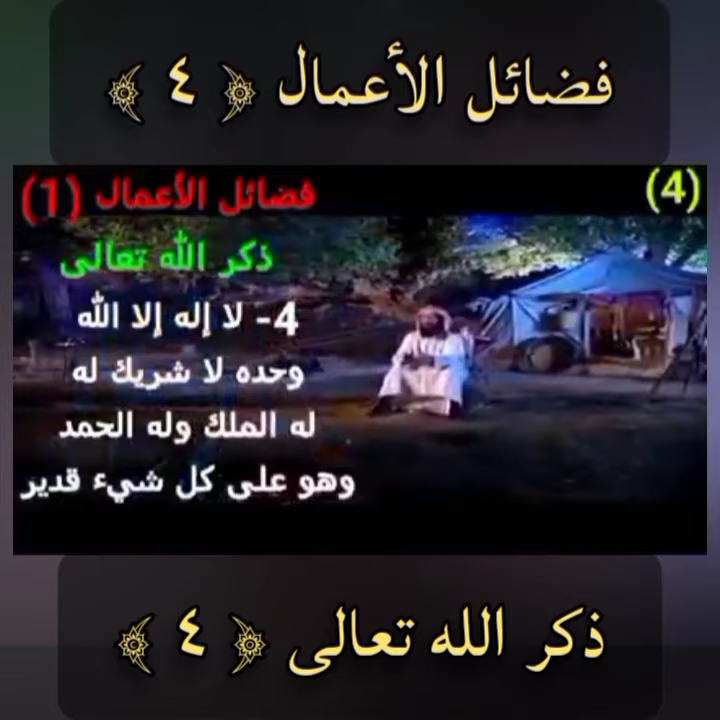 فضائل الأعمال ﴿ ٤ ﴾
(4)
فضائل الأعمال (1)
ذكر الله تعالى
4- لا إله إلا الله
وحده لا شريك له
له الملك وله الحمد
وهو على كل شيء قدير
ذكر الله تعالى ﴿ ٤ ﴾